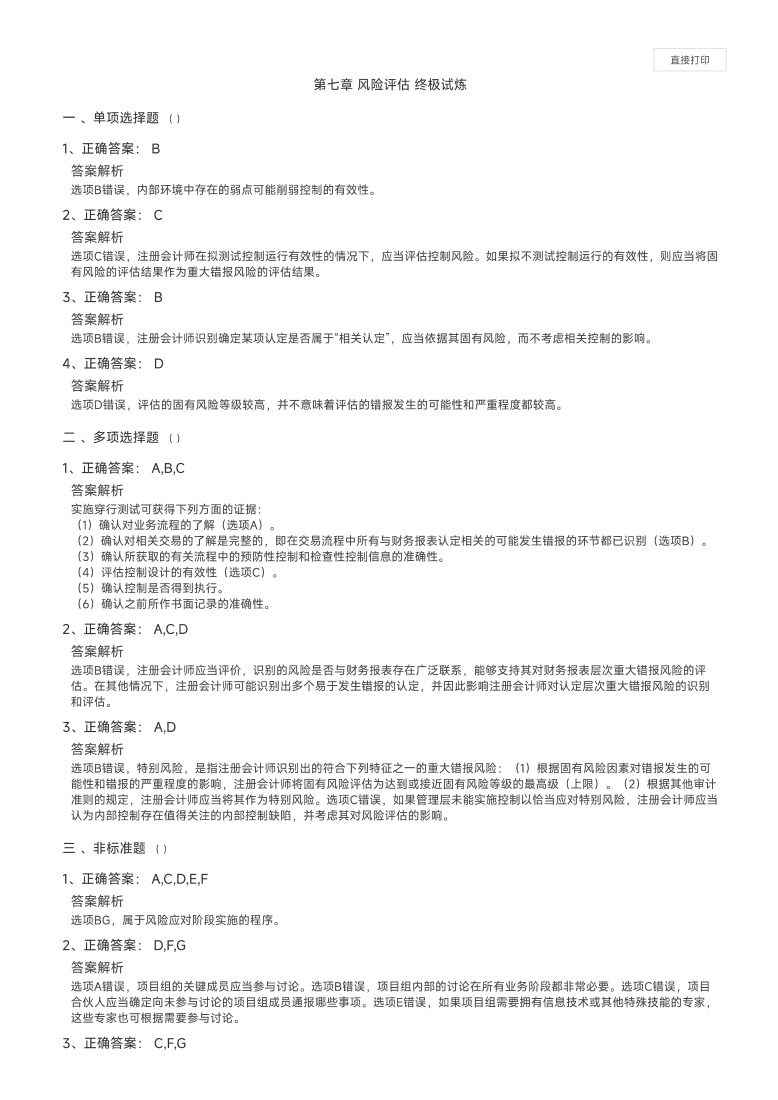 直接打印
第七章 风险评估 终极试炼
一 、单项选择题 （ ）
1、正确答案： B
答案解析
选项B错误，内部环境中存在的弱点可能削弱控制的有效性。
2、正确答案： C
答案解析
选项C错误，注册会计师在拟测试控制运行有效性的情况下，应当评估控制风险。如果拟不测试控制运行的有效性，则应当将固
有风险的评估结果作为重大错报风险的评估结果。
3、正确答案： B
答案解析
选项B错误，注册会计师识别确定某项认定是否属于“相关认定”，应当依据其固有风险，而不考虑相关控制的影响。
4、正确答案： D
答案解析
选项D错误，评估的固有风险等级较高，并不意味着评估的错报发生的可能性和严重程度都较高。
二 、多项选择题 （ ）
1、正确答案： A,B,C
答案解析
实施穿行测试可获得下列方面的证据：
（1）确认对业务流程的了解（选项A）。
（2）确认对相关交易的了解是完整的，即在交易流程中所有与财务报表认定相关的可能发生错报的环节都已识别（选项B）。
（3）确认所获取的有关流程中的预防性控制和检查性控制信息的准确性。
（4）评估控制设计的有效性（选项C）。
（5）确认控制是否得到执行。
（6）确认之前所作书面记录的准确性。
2、正确答案： A,C,D
答案解析
选项B错误，注册会计师应当评价，识别的风险是否与财务报表存在广泛联系，能够支持其对财务报表层次重大错报风险的评
估。在其他情况下，注册会计师可能识别出多个易于发生错报的认定，并因此影响注册会计师对认定层次重大错报风险的识别
和评估。
3、正确答案： A,D
答案解析
选项B错误，特别风险，是指注册会计师识别出的符合下列特征之一的重大错报风险：（1）根据固有风险因素对错报发生的可
能性和错报的严重程度的影响，注册会计师将固有风险评估为达到或接近固有风险等级的最高级（上限）。（2）根据其他审计
准则的规定，注册会计师应当将其作为特别风险。选项C错误，如果管理层未能实施控制以恰当应对特别风险，注册会计师应当
认为内部控制存在值得关注的内部控制缺陷，并考虑其对风险评估的影响。
三 、非标准题 （ ）
1、正确答案： A,C,D,E,F
答案解析
选项BG，属于风险应对阶段实施的程序。
2、正确答案： D,F,G
答案解析
选项A错误，项目组的关键成员应当参与讨论。选项B错误，项目组内部的讨论在所有业务阶段都非常必要。选项C错误，项目
合伙人应当确定向未参与讨论的项目组成员通报哪些事项。选项E错误，如果项目组需要拥有信息技术或其他特殊技能的专家，
这些专家也可根据需要参与讨论。
3、正确答案： C,F,G